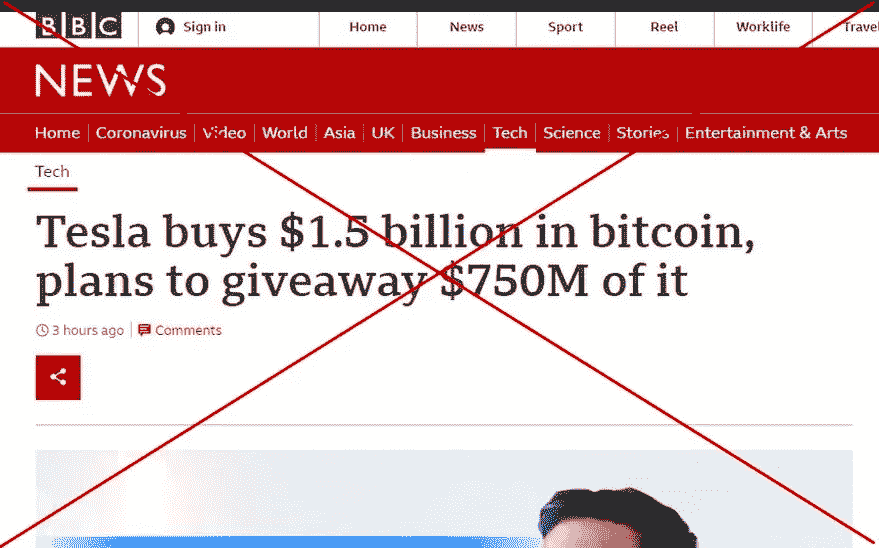 BBC Sign in Home News Sport Reel Worklife Travel
NEWS
Home Coronavirus Video World Asia UK Business Tech Science Stories Entertainment & Arts
Tech
Tesla buys $1.5 billion in bitcoin,
plans to giveaway $750M of it
3 hours ago Comments